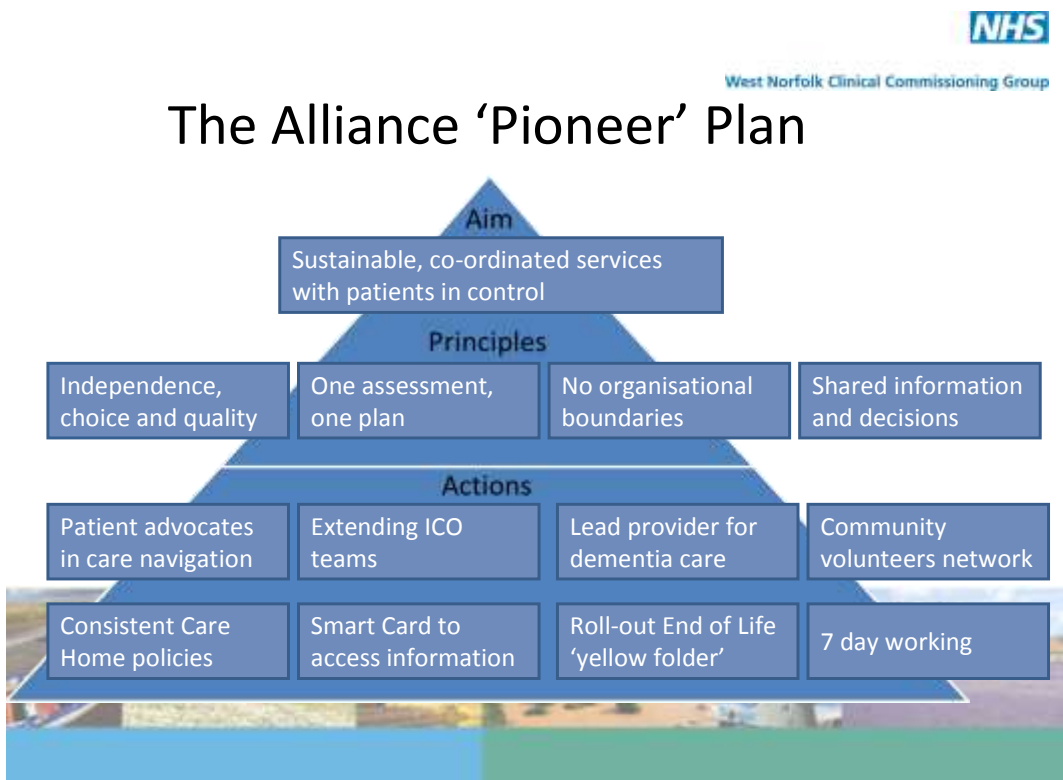 NHS
West Norfolk Clinical Commissioning Group
The Alliance ‘Pioneer’ Plan
Aim
Sustainable, co-ordinated services
with patients in control
Principles
Independence,
choice and quality
One assessment,
one plan
No organisational
boundaries
Shared information
and decisions
Actions
Patient advocates
in care navigation
Extending ICO
teams
Lead provider for
dementia care
Community
volunteers network
Consistent Care
Home policies
Smart Card to
access information
Roll-out End of Life
‘yellow folder’
7 day working